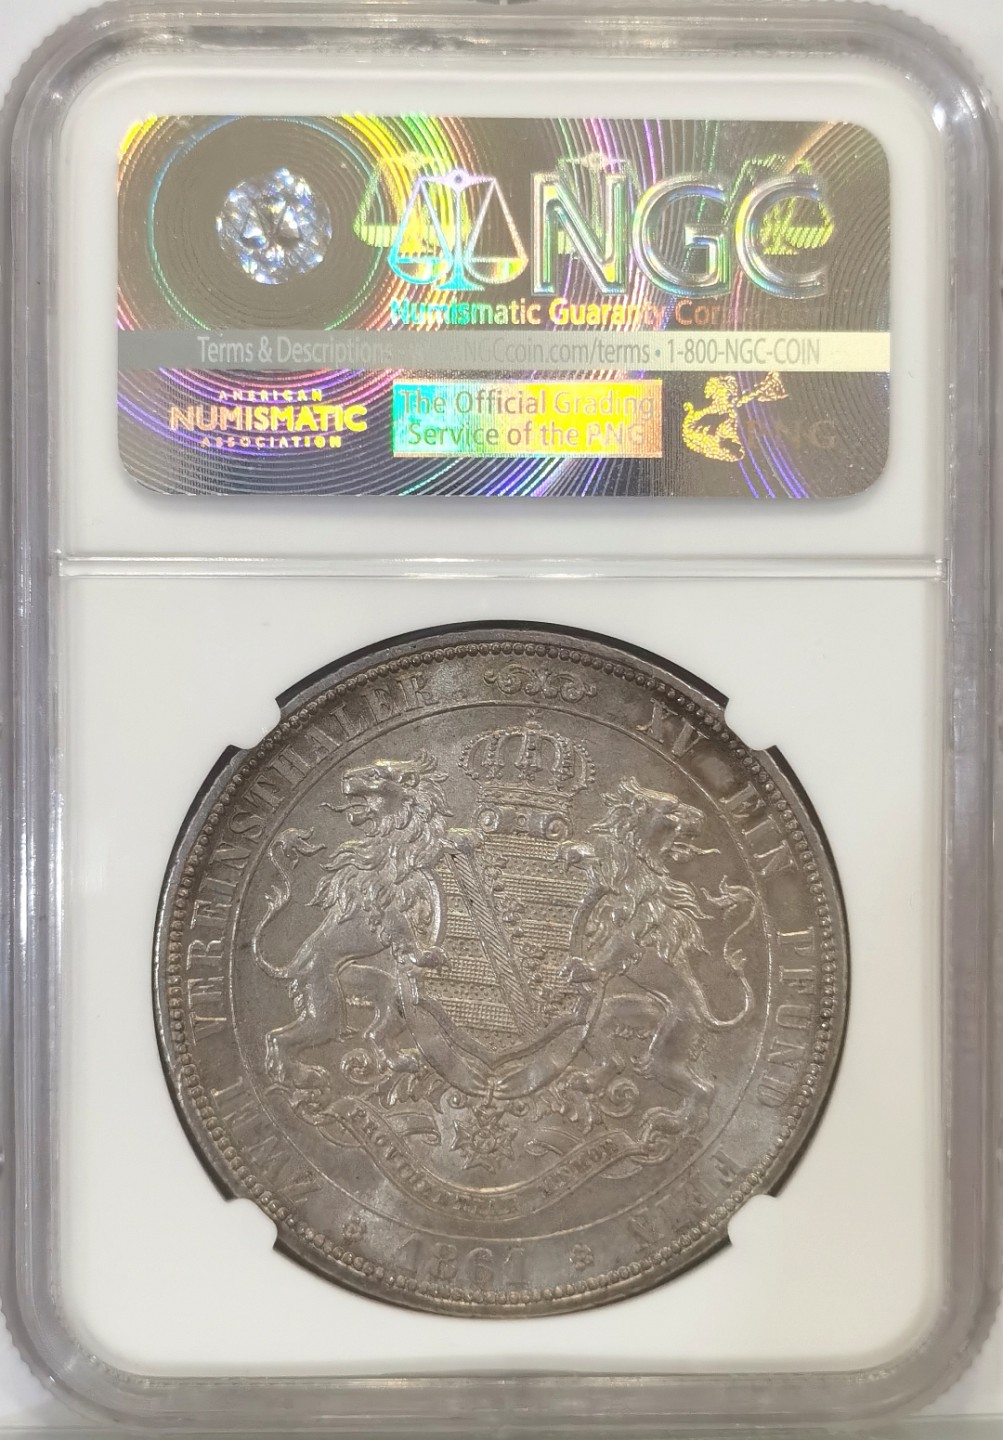 NGC
Numismatic Guaranty Corporation
Terms & Descriptions • www.NGCcoin.com/terms • 1-800-NGC-COIN
AMERICAN
NUMISMATIC
ASSOCIATION
The Official Grading
Service of the PNG
PNG
ZWEI VEREINSTHALER XV EIN PFUND FEIN
PROVIDENTIAE MEMOR
1861